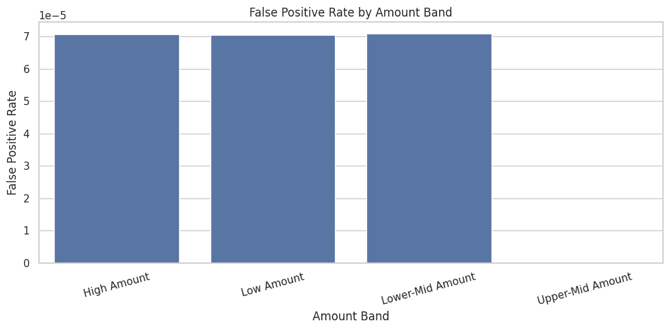 False Positive Rate by Amount Band
1e−5
7
6
5
4
3
2
1
0
False Positive Rate
High Amount
Low Amount
Lower-Mid Amount
Upper-Mid Amount
Amount Band